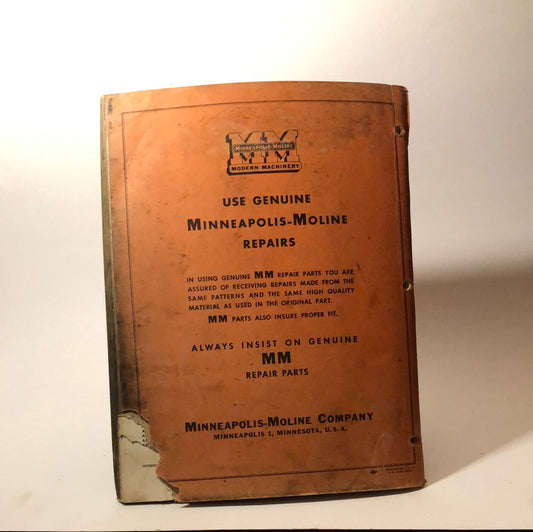 MINNEAPOLIS-MOLINE
MODERN MACHINERY
USE GENUINE
MINNEAPOLIS-MOLINE
REPAIRS
IN USING GENUINE MM REPAIR PARTS YOU ARE
ASSURED OF RECEIVING REPAIRS MADE FROM THE
SAME PATTERNS AND THE SAME HIGH QUALITY
MATERIAL AS USED IN THE ORIGINAL PART.
MM PARTS ALSO INSURE PROPER FIT.
ALWAYS INSIST ON GENUINE
MM
REPAIR PARTS
MINNEAPOLIS-MOLINE COMPANY
MINNEAPOLIS 1, MINNESOTA, U.S.A.